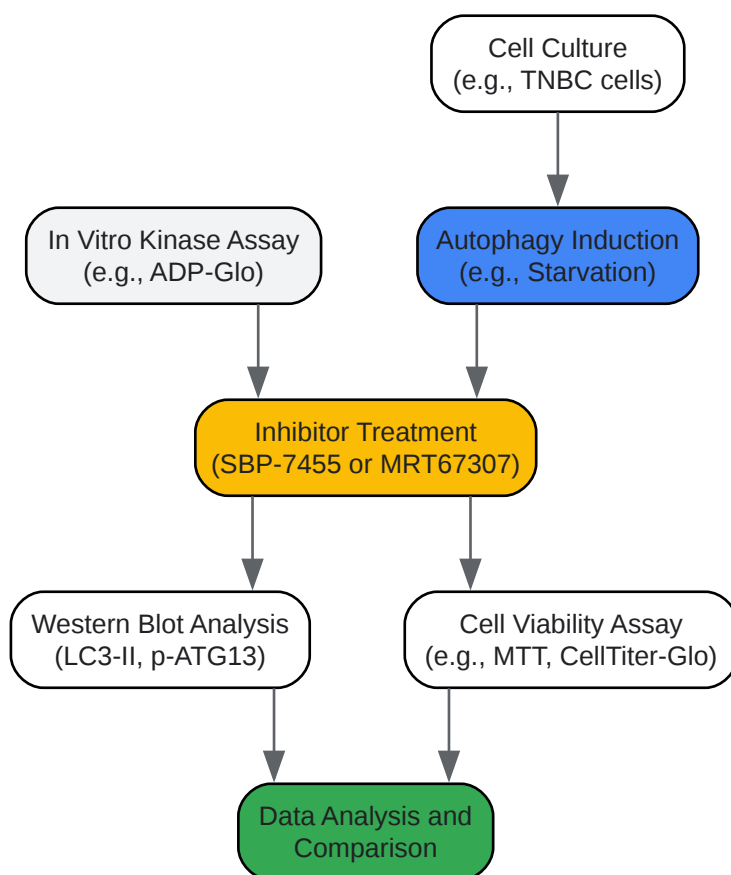 Cell Culture
(e.g., TNBC cells)
In Vitro Kinase Assay
(e.g., ADP-Glo)
Autophagy Induction
(e.g., Starvation)
Inhibitor Treatment
(SBP-7455 or MRT67307)
Western Blot Analysis
(LC3-II, p-ATG13)
Cell Viability Assay
(e.g., MTT, CellTiter-Glo)
Data Analysis and
Comparison